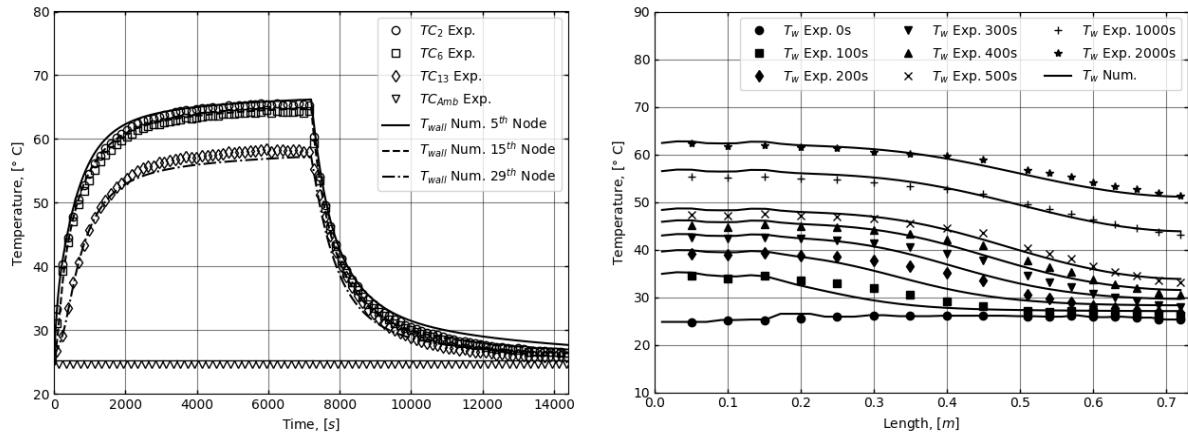 80
70
60
50
40
30
20
Temperature, [° C]
0
2000
4000
6000
8000
10000
12000
14000
Time, [s]
TC2 Exp.
TC6 Exp.
TC13 Exp.
TCAmb Exp.
Twall Num. 5th Node
Twall Num. 15th Node
Twall Num. 29th Node
90
80
70
60
50
40
30
20
10
Temperature, [° C]
0.0
0.1
0.2
0.3
0.4
0.5
0.6
0.7
Length, [m]
Tw Exp. 0s
Tw Exp. 100s
Tw Exp. 200s
Tw Exp. 300s
Tw Exp. 400s
Tw Exp. 500s
Tw Exp. 1000s
Tw Exp. 2000s
Tw Num.